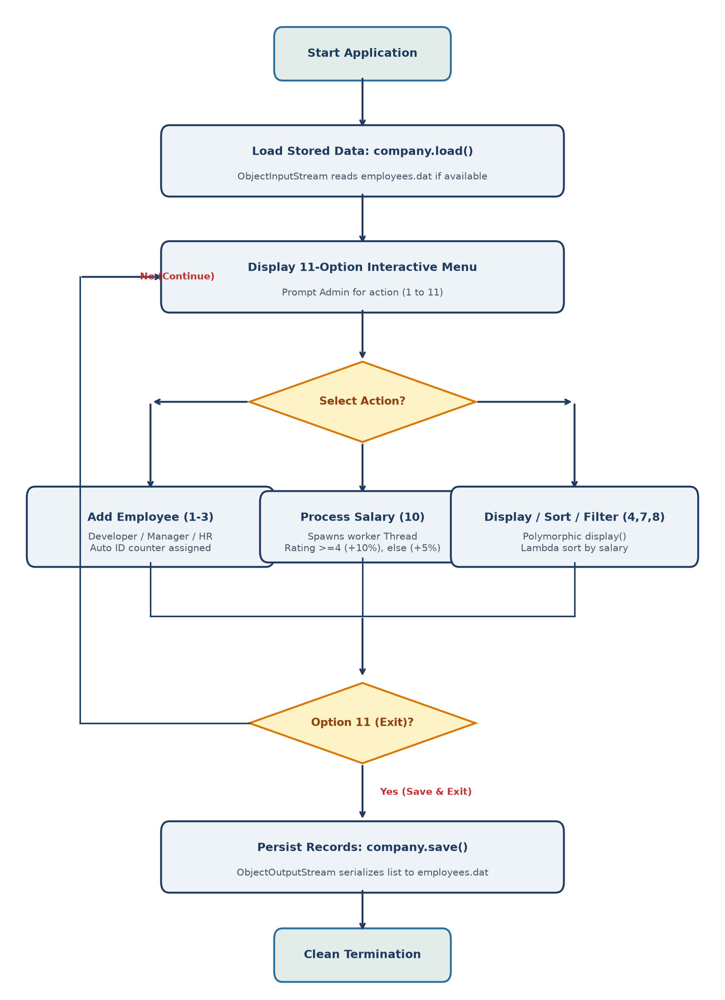 Start Application
Load Stored Data: company.load()
ObjectInputStream reads employees.dat if available
Display 11-Option Interactive Menu
No (Continue)
Prompt Admin for action (1 to 11)
Select Action?
Add Employee (1-3)
Developer / Manager / HR
Auto ID counter assigned
Process Salary (10)
Spawns worker Thread
Rating >=4 (+10%), else (+5%)
Display / Sort / Filter (4,7,8)
Polymorphic display()
Lambda sort by salary
Option 11 (Exit)?
Yes (Save & Exit)
Persist Records: company.save()
ObjectOutputStream serializes list to employees.dat
Clean Termination